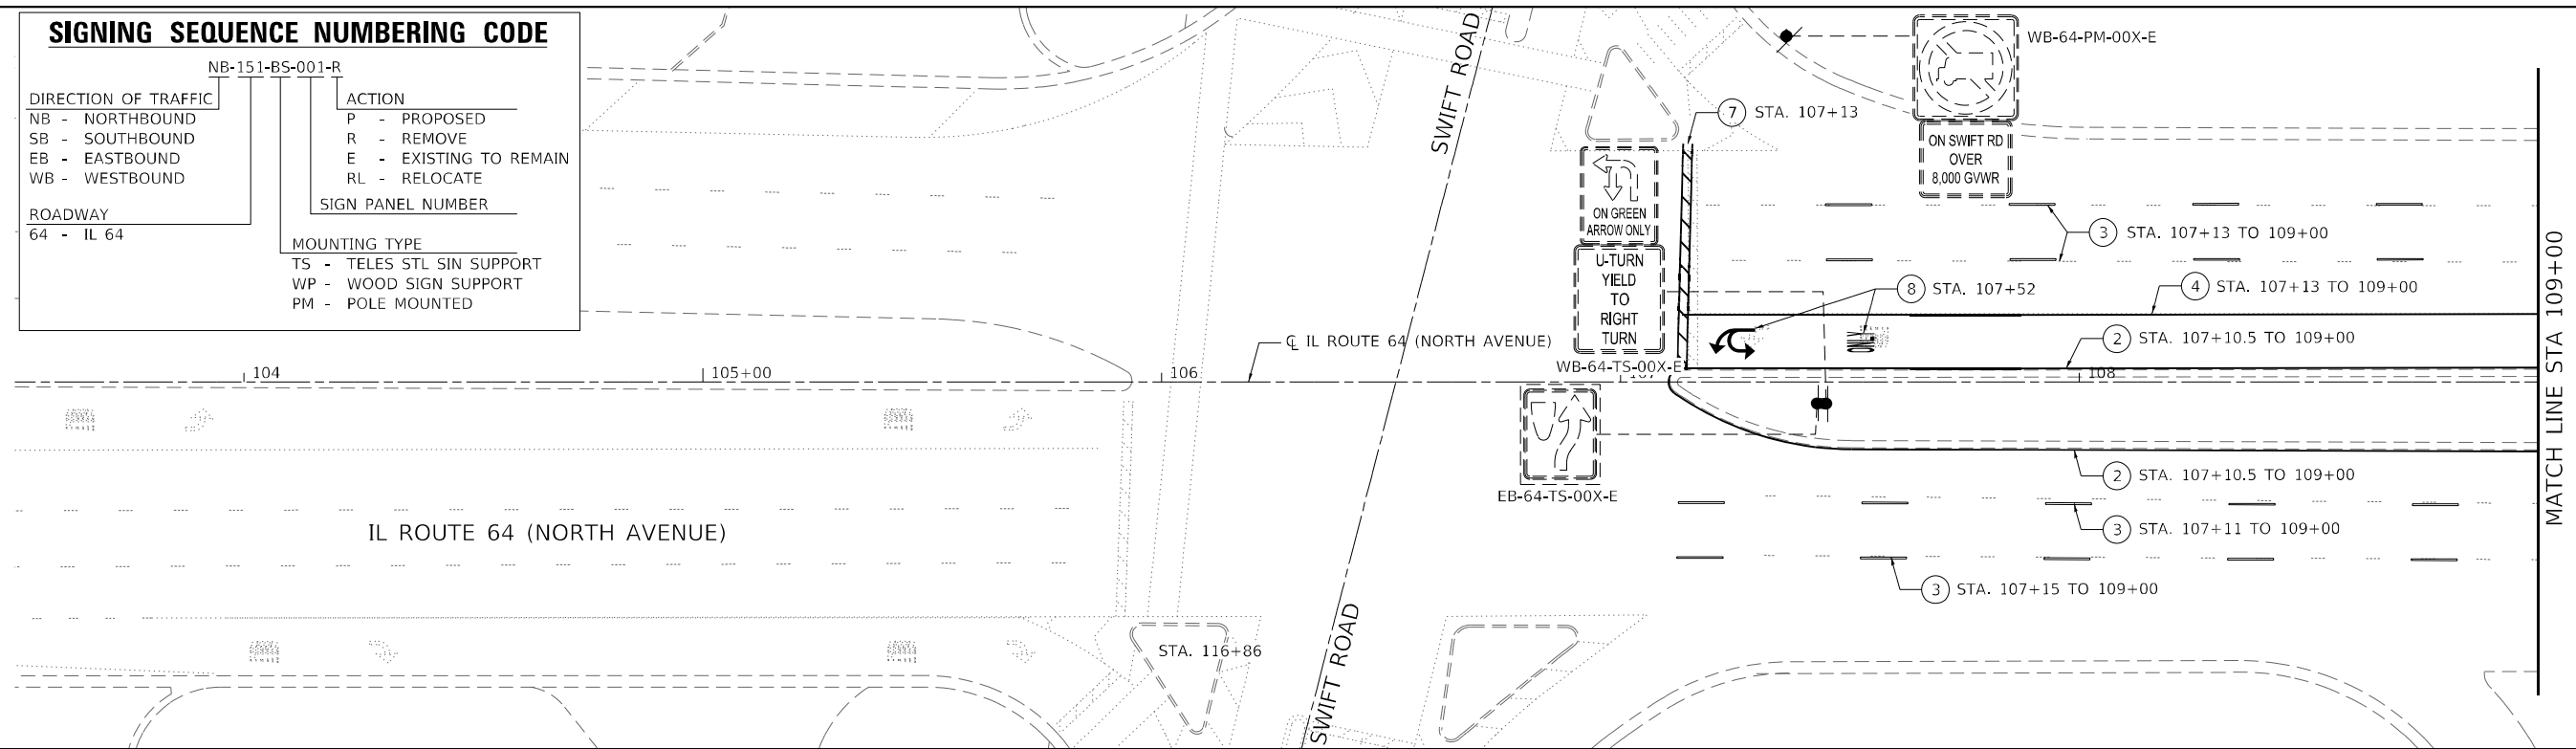 SIGNING SEQUENCE NUMBERING CODE
NB-151-BS-001-R
DIRECTION OF TRAFFIC
NB - NORTHBOUND
SB - SOUTHBOUND
EB - EASTBOUND
WB - WESTBOUND
ROADWAY
64 - IL 64
ACTION
P - PROPOSED
R - REMOVE
E - EXISTING TO REMAIN
RL - RELOCATE
SIGN PANEL NUMBER
MOUNTING TYPE
TS - TELES STL SIN SUPPORT
WP - WOOD SIGN SUPPORT
PM - POLE MOUNTED
SWIFT ROAD
WB-64-PM-00X-E
ON SWIFT RD
OVER
8,000 GVWR
7 STA. 107+13
ON GREEN
ARROW ONLY
U-TURN
YIELD
TO
RIGHT
TURN
WB-64-TS-00X-E
3 STA. 107+13 TO 109+00
8 STA. 107+52
4 STA. 107+13 TO 109+00
2 STA. 107+10.5 TO 109+00
℄ IL ROUTE 64 (NORTH AVENUE)
104
105+00
106
107
108
EB-64-TS-00X-E
2 STA. 107+10.5 TO 109+00
3 STA. 107+11 TO 109+00
3 STA. 107+15 TO 109+00
IL ROUTE 64 (NORTH AVENUE)
STA. 116+86
SWIFT ROAD
MATCH LINE STA 109+00